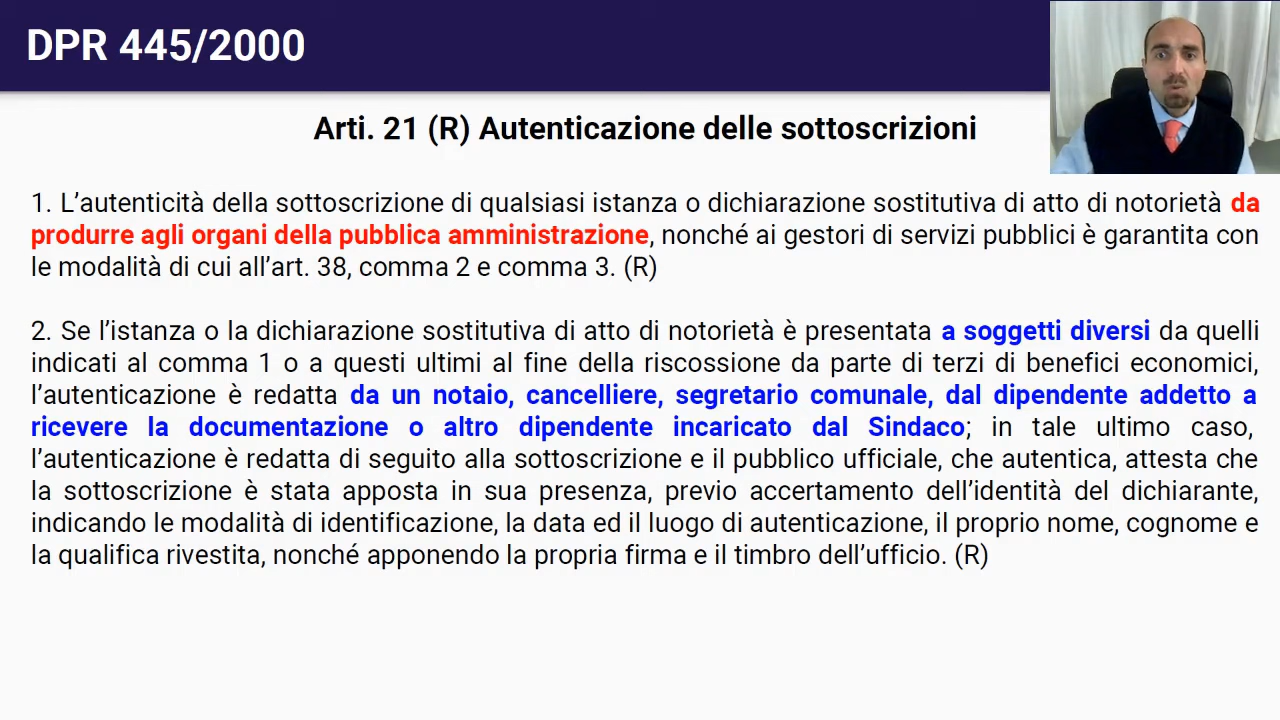 DPR 445/2000
Arti. 21 (R) Autenticazione delle sottoscrizioni
1. L’autenticità della sottoscrizione di qualsiasi istanza o dichiarazione sostitutiva di atto di notorietà da
produrre agli organi della pubblica amministrazione, nonché ai gestori di servizi pubblici è garantita con
le modalità di cui all’art. 38, comma 2 e comma 3. (R)
2. Se l’istanza o la dichiarazione sostitutiva di atto di notorietà è presentata a soggetti diversi da quelli
indicati al comma 1 o a questi ultimi al fine della riscossione da parte di terzi di benefici economici,
l’autenticazione è redatta da un notaio, cancelliere, segretario comunale, dal dipendente addetto a
ricevere la documentazione o altro dipendente incaricato dal Sindaco; in tale ultimo caso,
l’autenticazione è redatta di seguito alla sottoscrizione e il pubblico ufficiale, che autentica, attesta che
la sottoscrizione è stata apposta in sua presenza, previo accertamento dell’identità del dichiarante,
indicando le modalità di identificazione, la data ed il luogo di autenticazione, il proprio nome, cognome e
la qualifica rivestita, nonché apponendo la propria firma e il timbro dell’ufficio. (R)